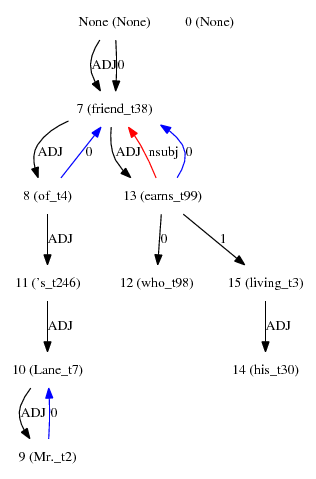 None (None) 0 (None)
ADJ 0
7 (friend_t38)
ADJ 0 ADJ nsubj 0
8 (of_t4) 13 (earns_t99)
ADJ 0 1
11 ('s_t246) 12 (who_t98) 15 (living_t3)
ADJ ADJ
10 (Lane_t7) 14 (his_t30)
ADJ 0
9 (Mr._t2)